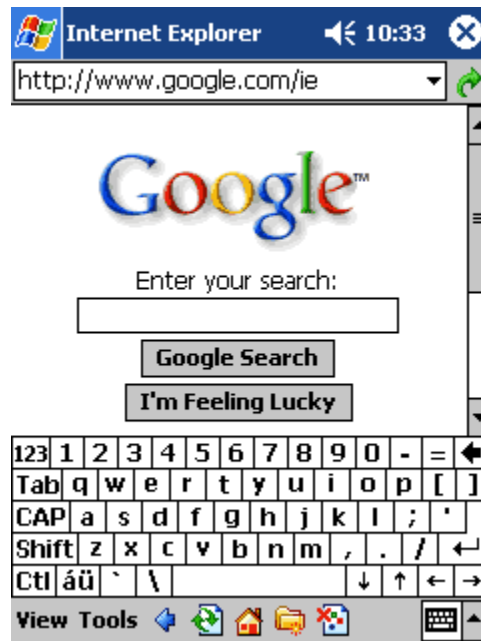 Internet Explorer 10:33
http://www.google.com/ie
Google™
Enter your search:
Google Search
I'm Feeling Lucky
123 1 2 3 4 5 6 7 8 9 0 - =
Tab q w e r t y u i o p [ ]
CAP a s d f g h j k l ; '
Shift z x c v b n m , . /
Ctl áü ` \ ↓ ↑ ← →
View Tools